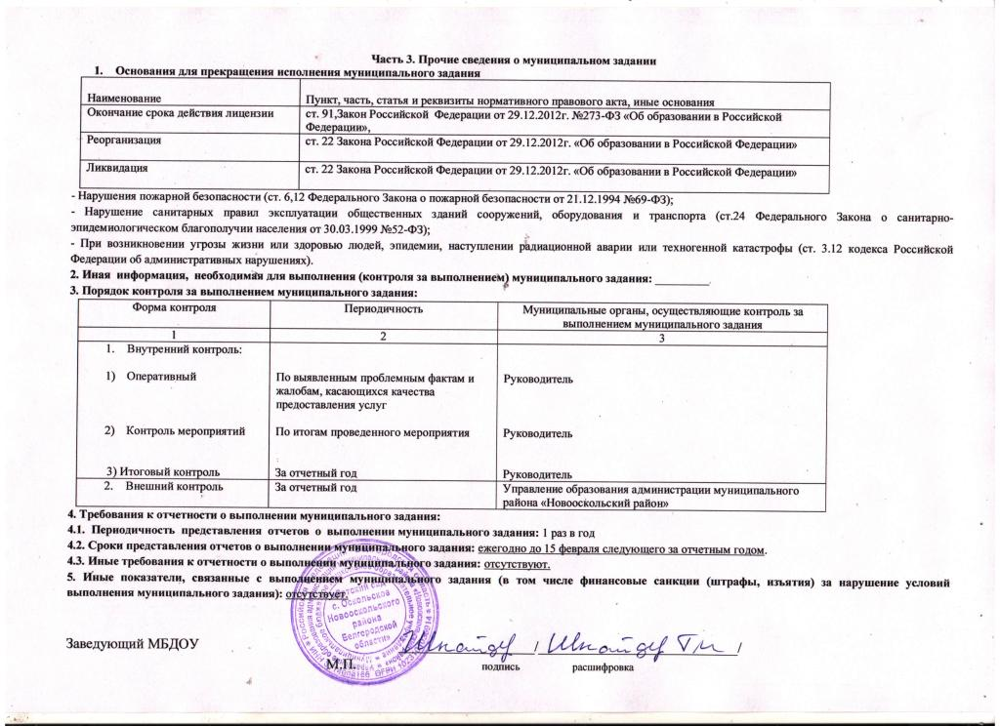 Часть 3. Прочие сведения о муниципальном задании
1. Основания для прекращения исполнения муниципального задания
Наименование Пункт, часть, статья и реквизиты нормативного правового акта, иные основания
Окончание срока действия лицензии ст. 91,Закон Российской Федерации от 29.12.2012г. №273-ФЗ «Об образовании в Российской
Федерации»,
Реорганизация ст. 22 Закона Российской Федерации от 29.12.2012г. «Об образовании в Российской Федерации»
Ликвидация ст. 22 Закона Российской Федерации от 29.12.2012г. «Об образовании в Российской Федерации»
- Нарушения пожарной безопасности (ст. 6,12 Федерального Закона о пожарной безопасности от 21.12.1994 №69-ФЗ);
- Нарушение санитарных правил эксплуатации общественных зданий сооружений, оборудования и транспорта (ст.24 Федерального Закона о санитарно-
эпидемиологическом благополучии населения от 30.03.1999 №52-ФЗ);
- При возникновении угрозы жизни или здоровью людей, эпидемии, наступлении радиационной аварии или техногенной катастрофы (ст. 3.12 кодекса Российской
Федерации об административных нарушениях).
2. Иная информация, необходимая для выполнения (контроля за выполнением) муниципального задания: _________
3. Порядок контроля за выполнением муниципального задания:
Форма контроля Периодичность Муниципальные органы, осуществляющие контроль за
выполнением муниципального задания
1 2 3
1. Внутренний контроль:
1) Оперативный По выявленным проблемным фактам и Руководитель
жалобам, касающихся качества
предоставления услуг
2) Контроль мероприятий По итогам проведенного мероприятия Руководитель
3) Итоговый контроль За отчетный год Руководитель
2. Внешний контроль За отчетный год Управление образования администрации муниципального
района «Новооскольский район»
4. Требования к отчетности о выполнении муниципального задания:
4.1. Периодичность представления отчетов о выполнении муниципального задания: 1 раз в год
4.2. Сроки представления отчетов о выполнении муниципального задания: ежегодно до 15 февраля следующего за отчетным годом.
4.3. Иные требования к отчетности о выполнении муниципального задания: отсутствуют.
5. Иные показатели, связанные с выполнением муниципального задания (в том числе финансовые санкции (штрафы, изъятия) за нарушение условий
выполнения муниципального задания): отсутствует.
детский сад
с. Оскольское
Новооскольского
района
Белгородской
области»
Заведующий МБДОУ / /
М.П. подпись расшифровка